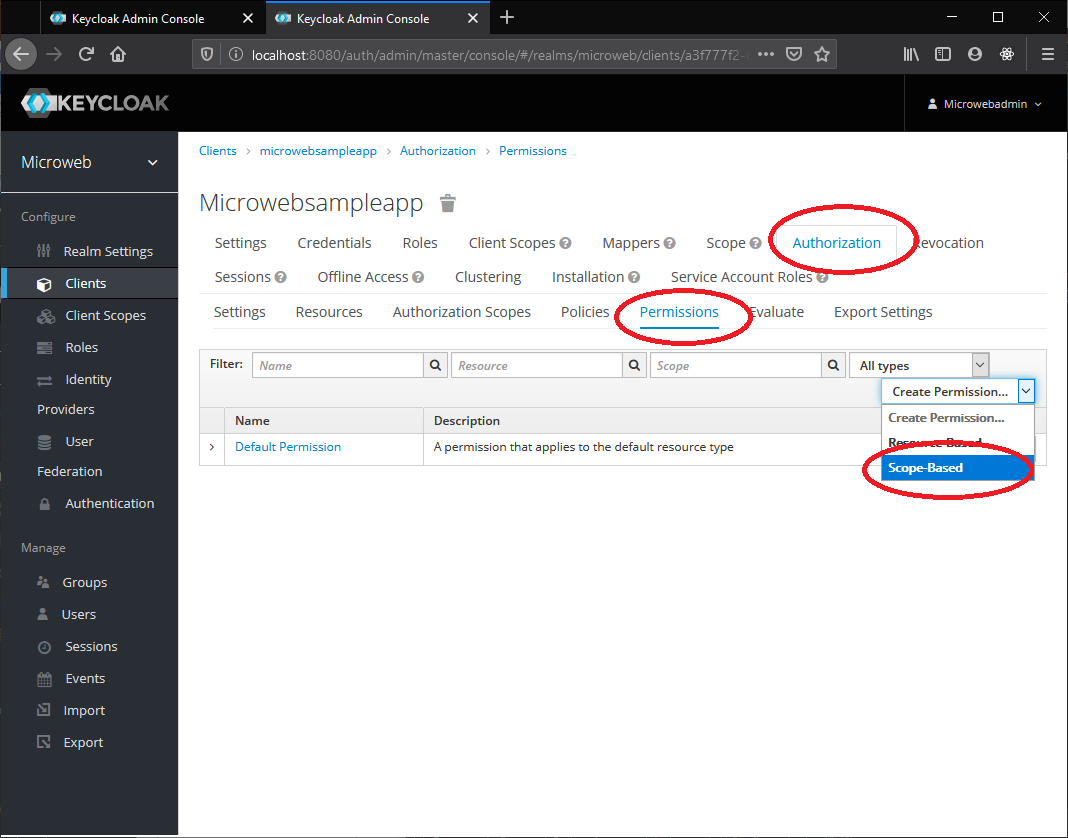 Keycloak Admin Console
Keycloak Admin Console
localhost:8080/auth/admin/master/console/#/realms/microweb/clients/a3f777f2-
KEYCLOAK
Microwebadmin
Microweb
Configure
Realm Settings
Clients
Client Scopes
Roles
Identity
Providers
User
Federation
Authentication
Manage
Groups
Users
Sessions
Events
Import
Export
Clients > microwebsampleapp > Authorization > Permissions
Microwebsampleapp
Settings Credentials Roles Client Scopes Mappers Scope Authorization Revocation
Sessions Offline Access Clustering Installation Service Account Roles
Settings Resources Authorization Scopes Policies Permissions Evaluate Export Settings
Filter: Name Resource Scope All types
Create Permission...
Create Permission...
Resource-Based
Scope-Based
Name Description
Default Permission A permission that applies to the default resource type